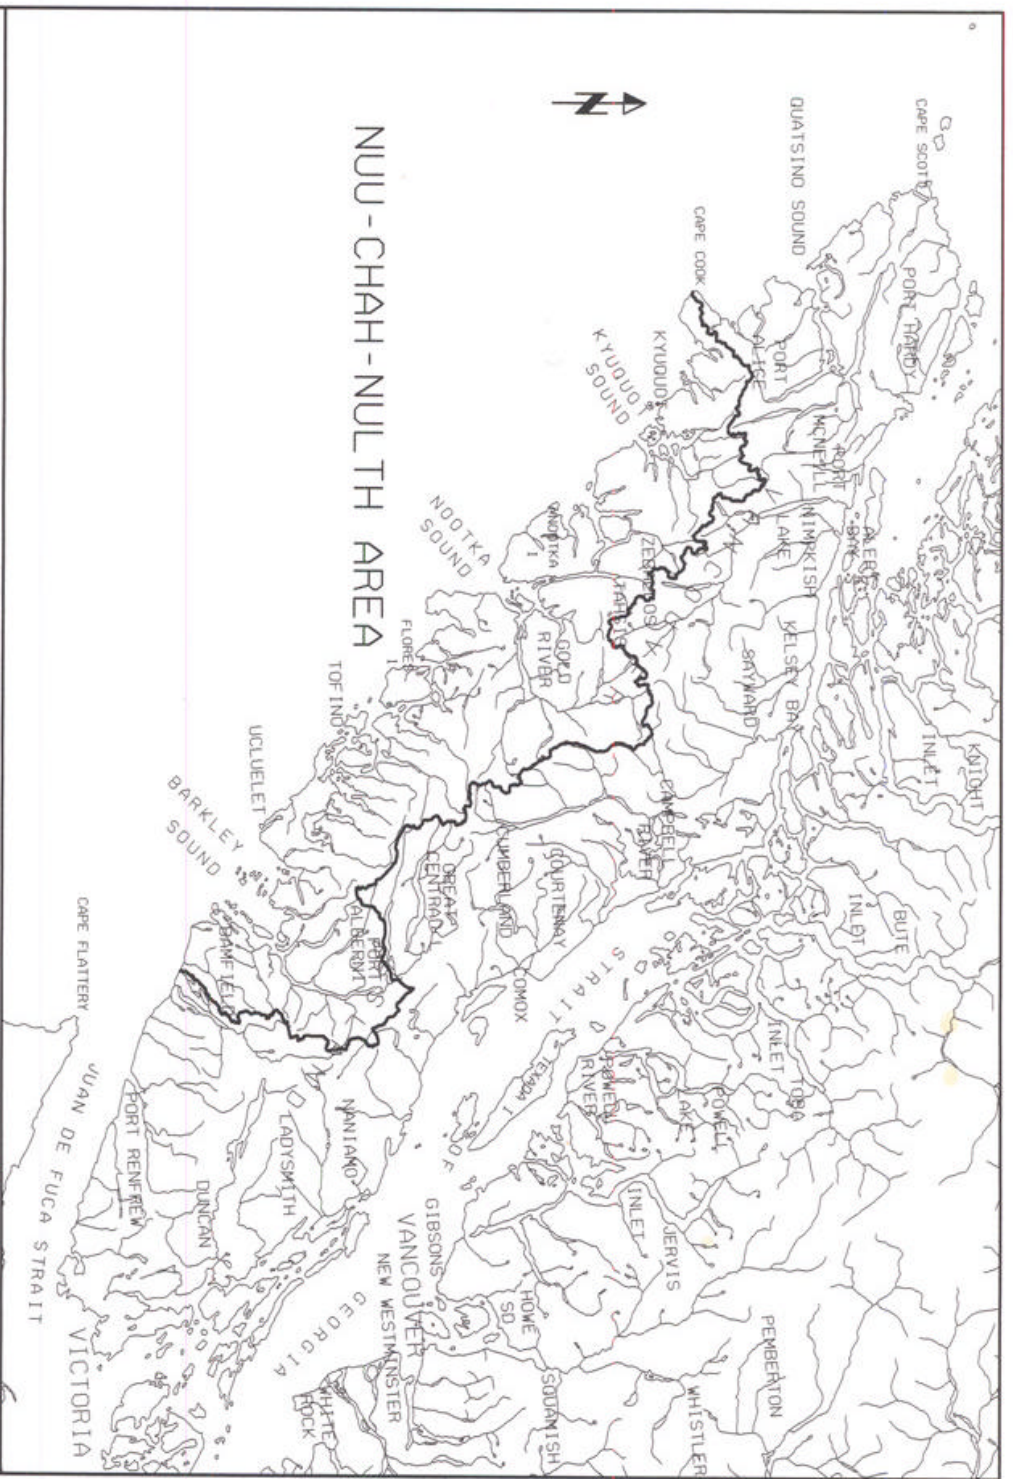 CAPE SCOTT
PORT HARDY
QUATSINO SOUND
CAPE COOK
PORT
ALICE
PORT
MCNEILL
ALERT
BAY
NIMPKISH
LAKE
KNIGHT
INLET
KYUQUOT
KYUQUOT
SOUND
ZEBALLOS
TAHSIS
KELSEY BAY
SAYWARD
NOOTKA
I
NOOTKA
SOUND
GOLD
RIVER
CAMPBELL
RIVER
BUTE
INLET
NUU-CHAH-NULTH AREA
FLORES
I
TOFINO
COURTENAY
CUMBERLAND
COMOX
GREAT
CENTRAL L
TOBA
INLET
UCLUELET
BARKLEY
SOUND
PORT
ALBERNI
BAMFIELD
STRAIT
OF
GEORGIA
TEXADA I
POWELL
RIVER
POWELL
LAKE
JERVIS
INLET
CAPE FLATTERY
JUAN DE FUCA STRAIT
PORT RENFREW
NANIAMO
LADYSMITH
DUNCAN
VICTORIA
GIBSONS
VANCOUVER
NEW WESTMINSTER
HOWE
SD
SQUAMISH
WHITE
ROCK
PEMBERTON
WHISTLER
N